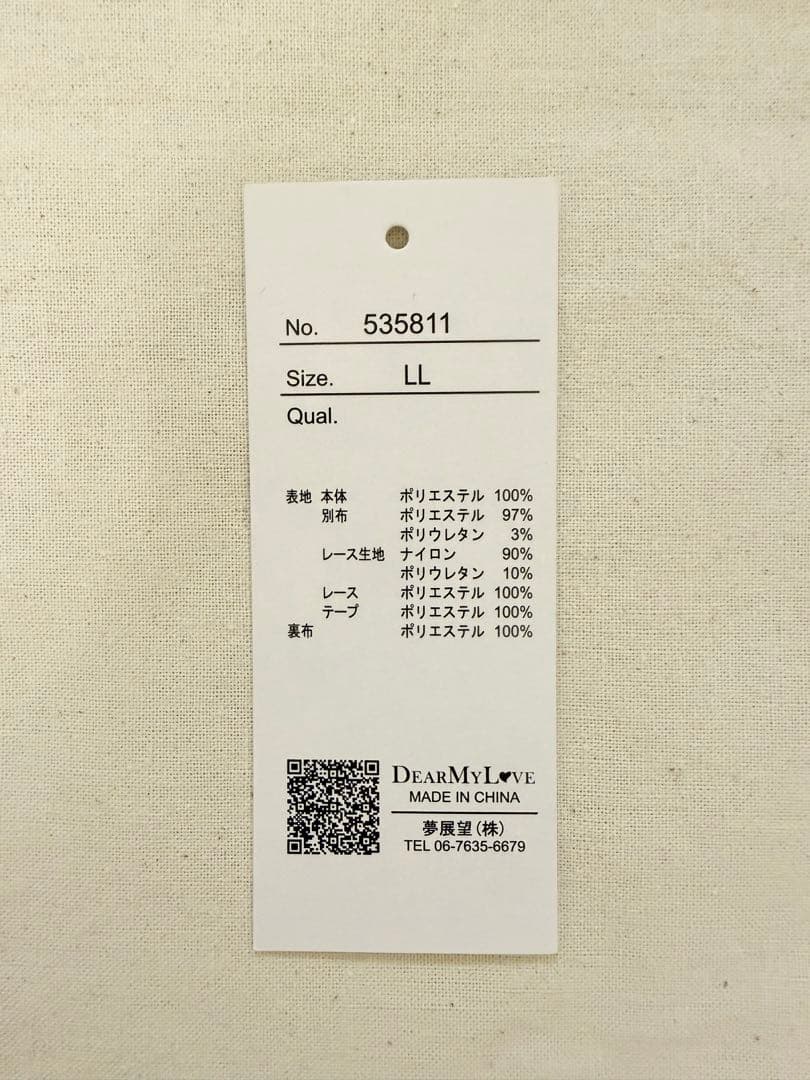 No. 535811
Size. LL
Qual.
表地 本体 ポリエステル 100%
別布 ポリエステル 97%
ポリウレタン 3%
レース生地 ナイロン 90%
ポリウレタン 10%
レース ポリエステル 100%
テープ ポリエステル 100%
裏布 ポリエステル 100%
DEARMYL♥VE
MADE IN CHINA
夢展望(株)
TEL 06-7635-6679